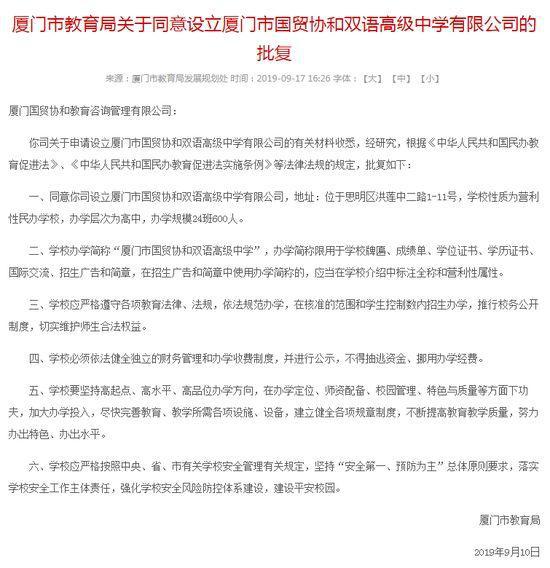 厦门市教育局关于同意设立厦门市国贸协和双语高级中学有限公司的
批复
来源：厦门市教育局发展规划处 时间：2019-09-17 16:26 字体：【大】 【中】 【小】
厦门国贸协和教育咨询管理有限公司：
你司关于申请设立厦门市国贸协和双语高级中学有限公司的有关材料收悉，经研究，根据《中华人民共和国民办教
育促进法》、《中华人民共和国民办教育促进法实施条例》等法律法规的规定，批复如下：
一、同意你司设立厦门市国贸协和双语高级中学有限公司，地址：位于思明区洪莲中二路1-11号，学校性质为营利
性民办学校，办学层次为高中，办学规模24班600人。
二、学校办学简称“厦门市国贸协和双语高级中学”，办学简称限用于学校牌匾、成绩单、学位证书、学历证书、
国际交流、招生广告和简章，在招生广告和简章中使用办学简称的，应当在学校介绍中标注全称和营利性属性。
三、学校应严格遵守各项教育法律、法规，依法规范办学，在核准的范围和学生控制数内招生办学，推行校务公开
制度，切实维护师生合法权益。
四、学校必须依法健全独立的财务管理和办学收费制度，并进行公示，不得抽逃资金、挪用办学经费。
五、学校要坚持高起点、高水平、高品位办学方向，在办学定位、师资配备、校园管理、特色与质量等方面下功
夫，加大办学投入，尽快完善教育、教学所需各项设施、设备，建立健全各项规章制度，不断提高教育教学质量，努力
办出特色、办出水平。
六、学校应严格按照中央、省、市有关学校安全管理有关规定，坚持“安全第一、预防为主”总体原则要求，落实
学校安全工作主体责任，强化学校安全风险防控体系建设，建设平安校园。
厦门市教育局
2019年9月10日